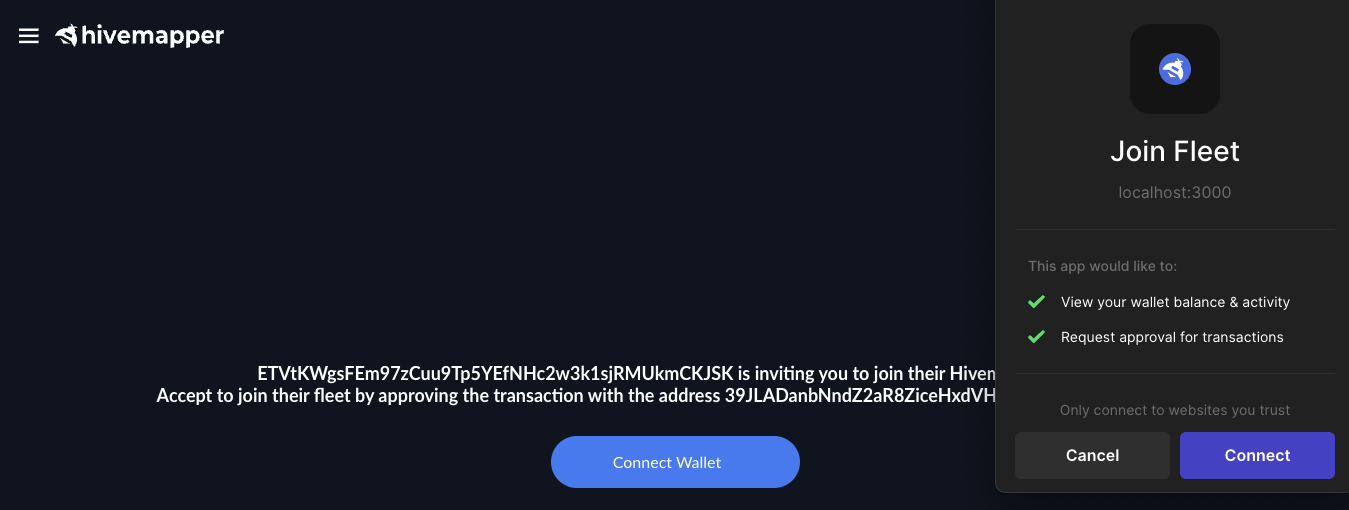 hivemapper
Join Fleet
localhost:3000
This app would like to:
View your wallet balance & activity
Request approval for transactions
ETVtKWgsFEm97zCuu9Tp5YEfNHc2w3k1sjRMUkmCKJSK is inviting you to join their Hivem
Accept to join their fleet by approving the transaction with the address 39JLADanbNndZ2aR8ZiceHxdVH
Only connect to websites you trust
Connect Wallet
Cancel
Connect